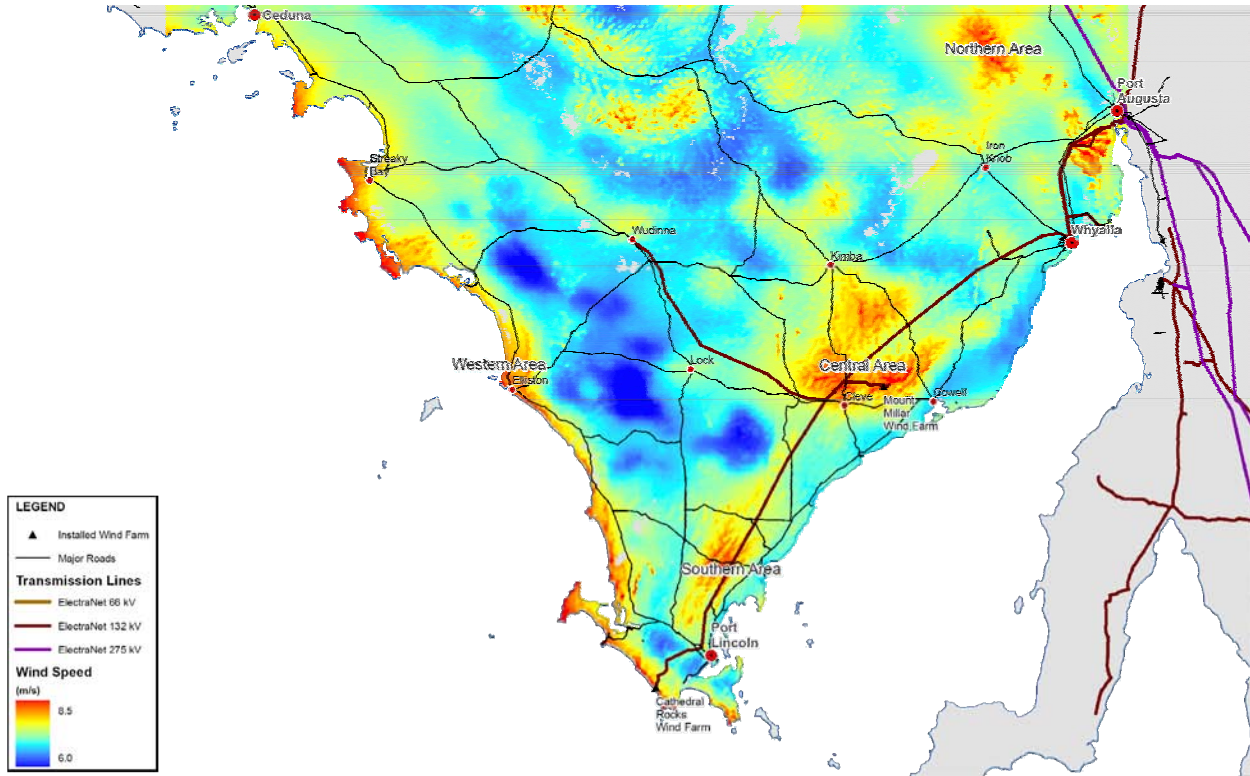 Ceduna
Northern Area
Port
Augusta
Streaky
Bay
Iron
Knob
Wudinna
Whyalla
Kimba
Western Area
Elliston
Lock
Central Area
Cleve
Mount
Millar
Wind Farm
Cowell
Southern Area
Port
Lincoln
Cathedral
Rocks
Wind Farm
LEGEND
Installed Wind Farm
Major Roads
Transmission Lines
ElectraNet 66 kV
ElectraNet 132 kV
ElectraNet 275 kV
Wind Speed
(m/s)
8.5
6.0